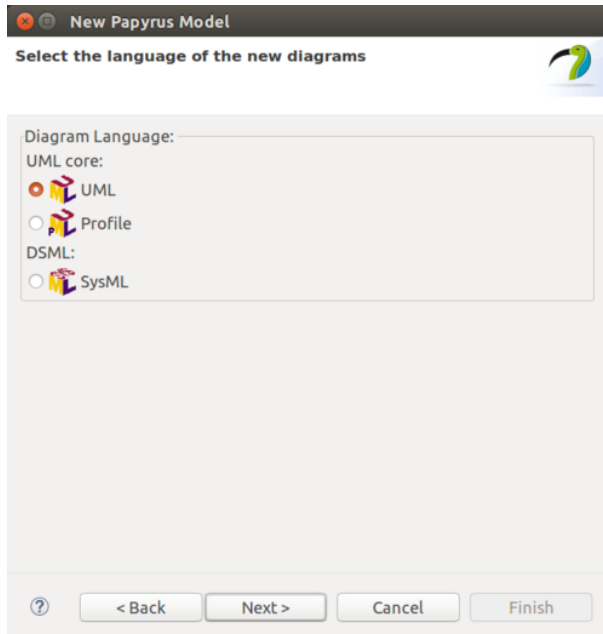 New Papyrus Model
Select the language of the new diagrams
Diagram Language:
UML core:
UML
Profile
DSML:
SysML
?
< Back Next > Cancel Finish